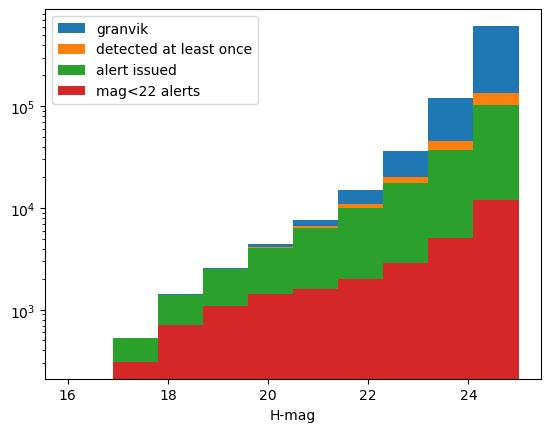 granvik
detected at least once
alert issued
mag<22 alerts
10^5
10^4
10^3
16 18 20 22 24
H-mag